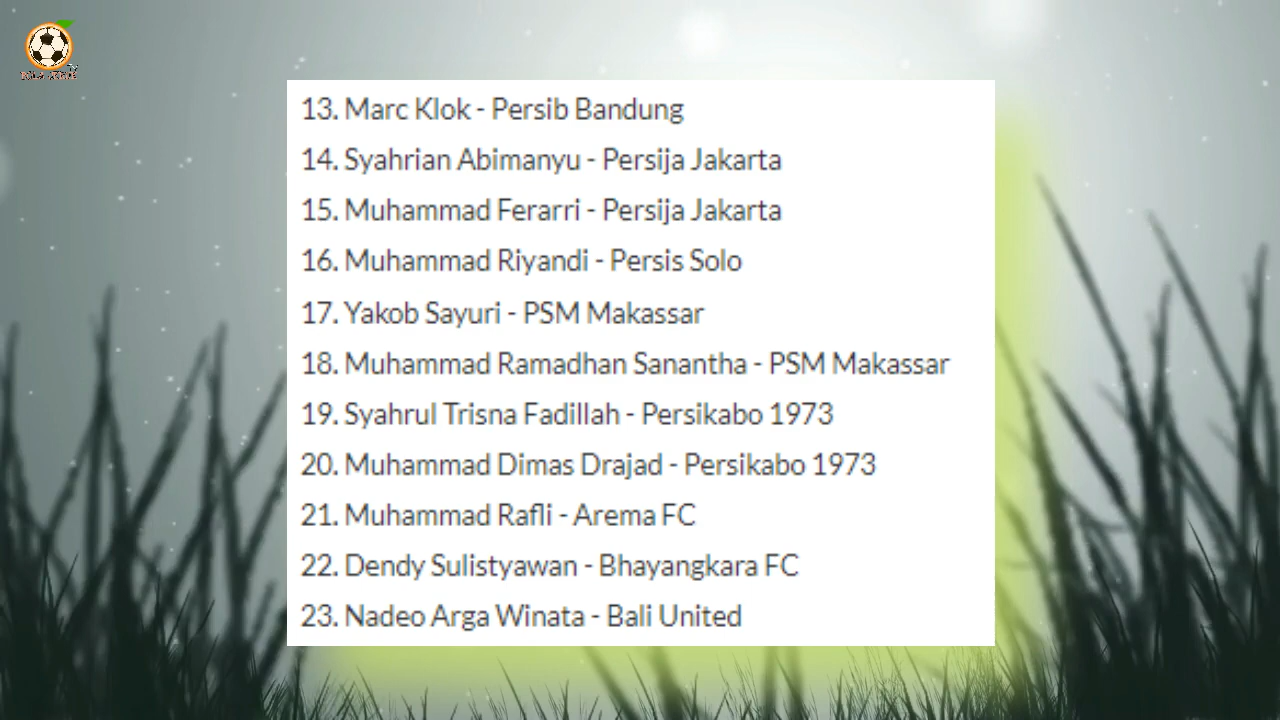 13. Marc Klok - Persib Bandung
14. Syahrian Abimanyu - Persija Jakarta
15. Muhammad Ferarri - Persija Jakarta
16. Muhammad Riyandi - Persis Solo
17. Yakob Sayuri - PSM Makassar
18. Muhammad Ramadhan Sanantha - PSM Makassar
19. Syahrul Trisna Fadillah - Persikabo 1973
20. Muhammad Dimas Drajad - Persikabo 1973
21. Muhammad Rafli - Arema FC
22. Dendy Sulistyawan - Bhayangkara FC
23. Nadeo Arga Winata - Bali United